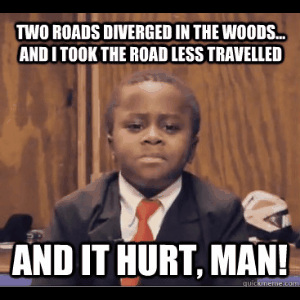 TWO ROADS DIVERGED IN THE WOODS...
AND I TOOK THE ROAD LESS TRAVELLED
AND IT HURT, MAN!
quickmeme.com